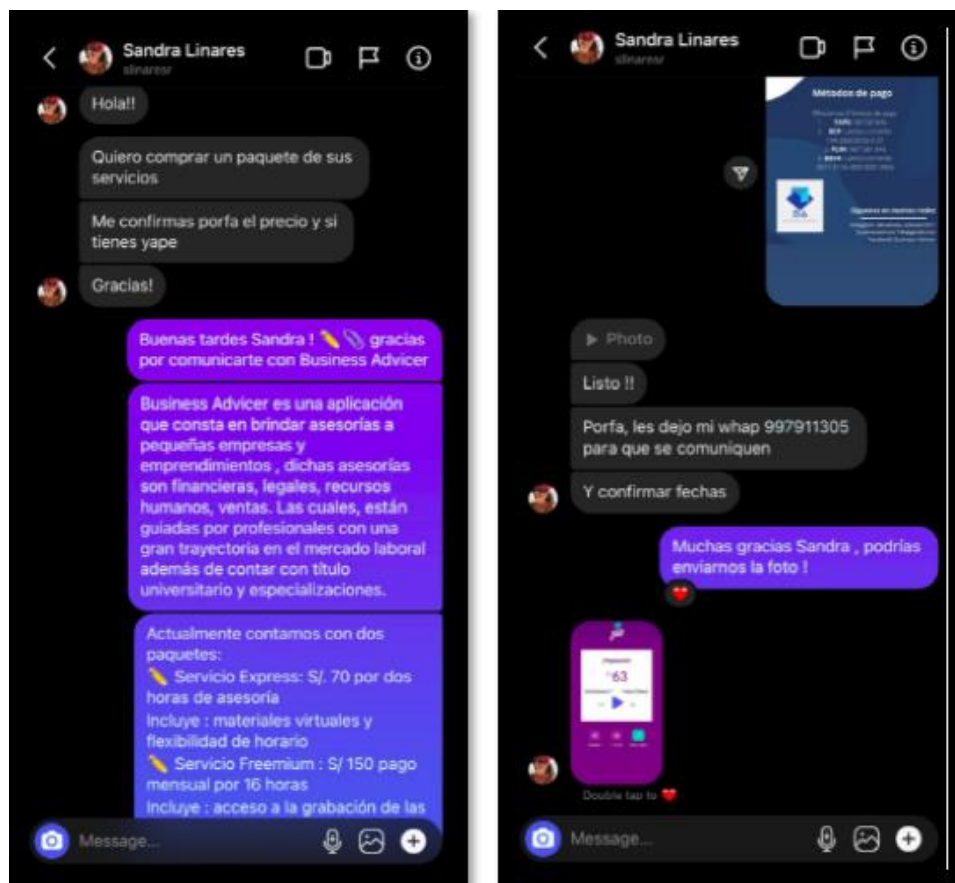 Sandra Linares
slinaresr
Hola!!
Quiero comprar un paquete de sus
servicios
Me confirmas porfa el precio y si
tienes yape
Gracias!
Buenas tardes Sandra ! ✏️📎 gracias
por comunicarte con Business Advicer
Business Advicer es una aplicación
que consta en brindar asesorías a
pequeñas empresas y
emprendimientos , dichas asesorías
son financieras, legales, recursos
humanos, ventas. Las cuales, están
guiadas por profesionales con una
gran trayectoria en el mercado laboral
además de contar con título
universitario y especializaciones.
Actualmente contamos con dos
paquetes:
✏️ Servicio Express: S/. 70 por dos
horas de asesoría
Incluye : materiales virtuales y
flexibilidad de horario
✏️ Servicio Freemium : S/ 150 pago
mensual por 16 horas
Incluye : acceso a la grabación de las
Message...
Sandra Linares
slinaresr
Métodos de pago
Síguenos en nuestras redes
Photo
Listo !!
Porfa, les dejo mi whap 997911305
para que se comuniquen
Y confirmar fechas
Muchas gracias Sandra , podrías
enviarnos la foto !
63
Double tap to ❤️
Message...